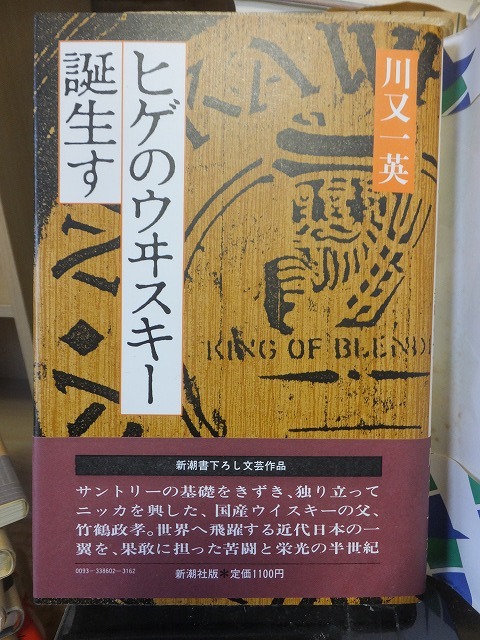 川又一英
ヒゲのウヰスキー
誕生す
KAWA
KING OF BLENDE
新潮書下ろし文芸作品
サントリーの基礎をきずき、独り立って
ニッカを興した、国産ウイスキーの父、
竹鶴政孝。世界へ飛躍する近代日本の一
翼を、果敢に担った苦闘と栄光の半世紀
0093-338602-3162
新潮社版★定価1100円